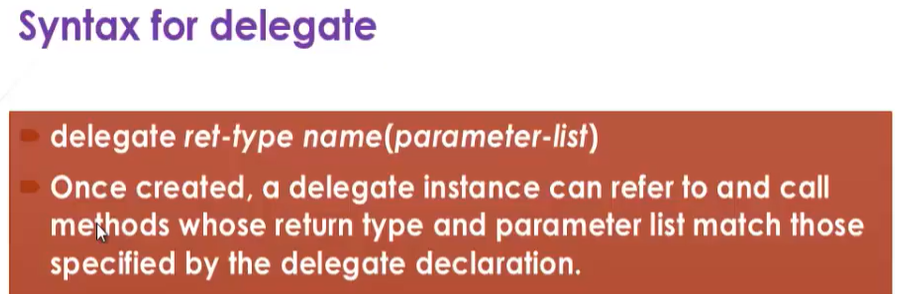 Syntax for delegate
delegate ret-type name(parameter-list)
Once created, a delegate instance can refer to and call
methods whose return type and parameter list match those
specified by the delegate declaration.